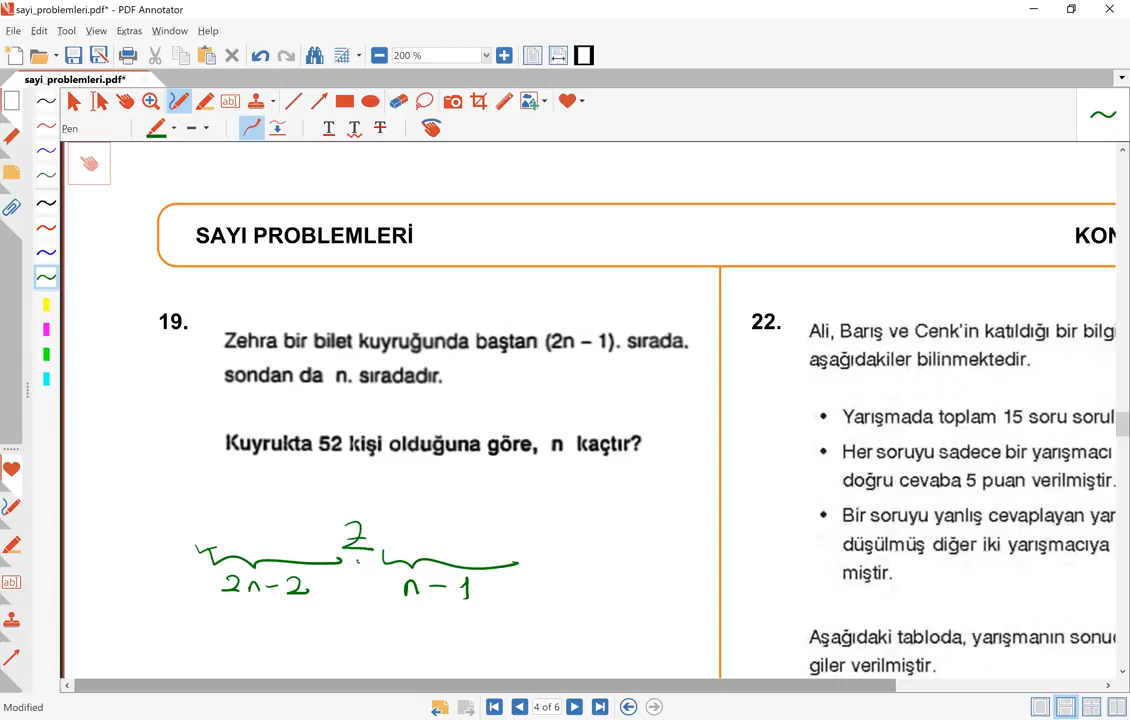 sayi_problemleri.pdf* - PDF Annotator
File Edit Tool View Extras Window Help
200 %
sayi_problemleri.pdf*
Pen
SAYI PROBLEMLERİ
KON
19.
Zehra bir bilet kuyruğunda baştan (2n – 1). sırada,
sondan da n. sıradadır.
Kuyrukta 52 kişi olduğuna göre, n kaçtır?
Z
2n-2
n-1
22.
Ali, Barış ve Cenk'in katıldığı bir bilgi
aşağıdakiler bilinmektedir.
• Yarışmada toplam 15 soru sorul
• Her soruyu sadece bir yarışmacı
doğru cevaba 5 puan verilmiştir.
• Bir soruyu yanlış cevaplayan yar
düşülmüş diğer iki yarışmacıya
miştir.
Aşağıdaki tabloda, yarışmanın sonu
giler verilmiştir.
Modified
4 of 6